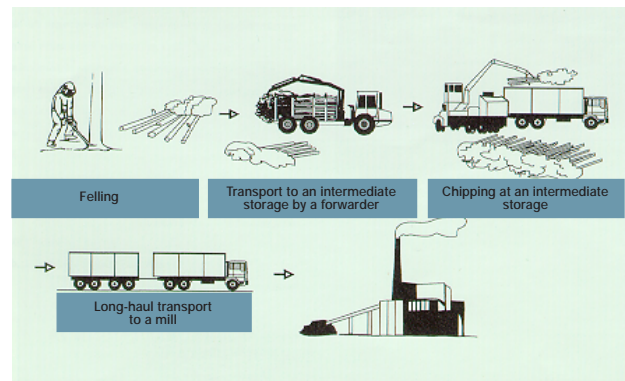 Felling
Transport to an intermediate
storage by a forwarder
Chipping at an intermediate
storage
Long-haul transport
to a mill